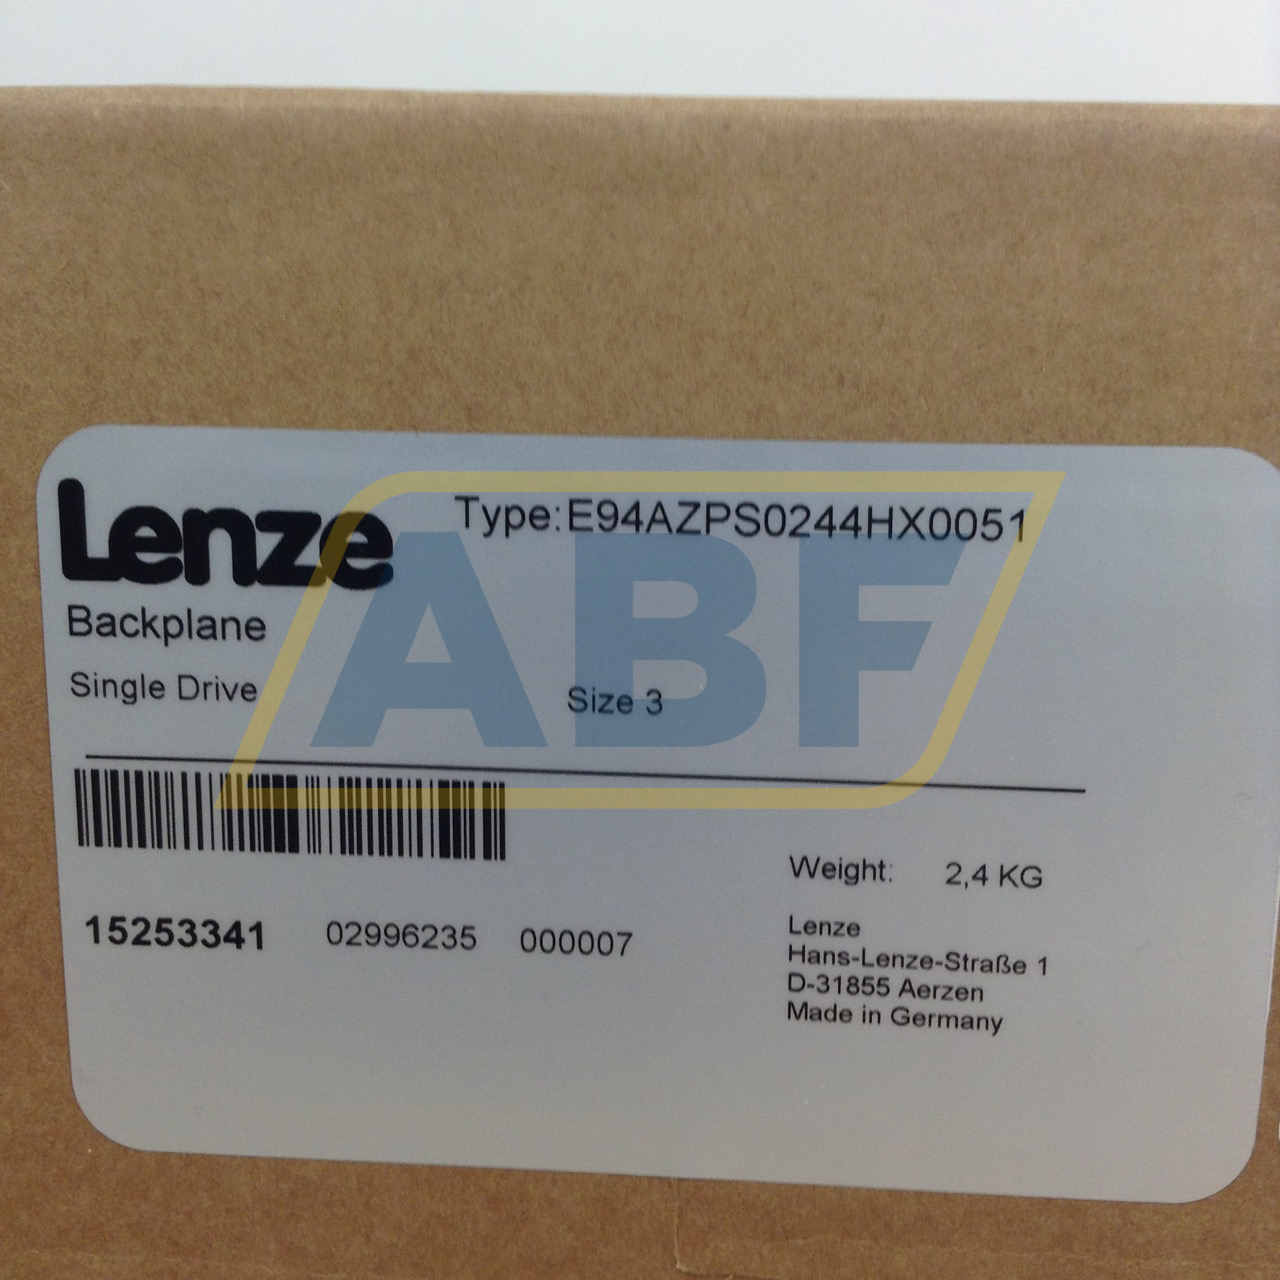 Lenze
Type: E94AZPS0244HX0051
Backplane
Single Drive Size 3
ABF
Weight: 2,4 KG
15253341 02996235 000007
Lenze
Hans-Lenze-Straße 1
D-31855 Aerzen
Made in Germany